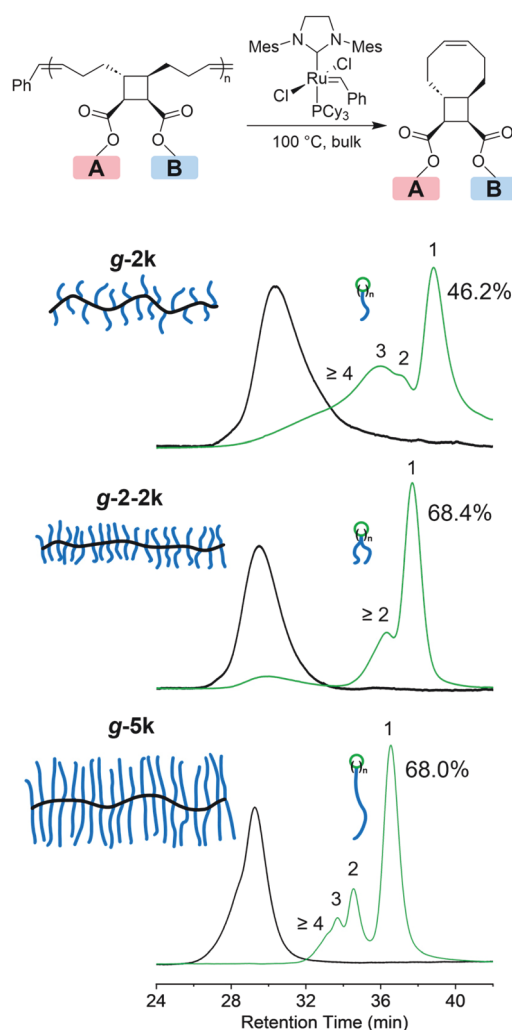 Ph
n
O O
O O
A B
Mes N N Mes
Cl
Ru
Cl Ph
PCy3
100 °C, bulk
O O
O O
A B
g-2k
( )n
1
46.2%
≥ 4 3 2
g-2-2k
( )n
1
68.4%
≥ 2
g-5k
( )n
1
68.0%
2
≥ 4 3
24 28 32 36 40
Retention Time (min)